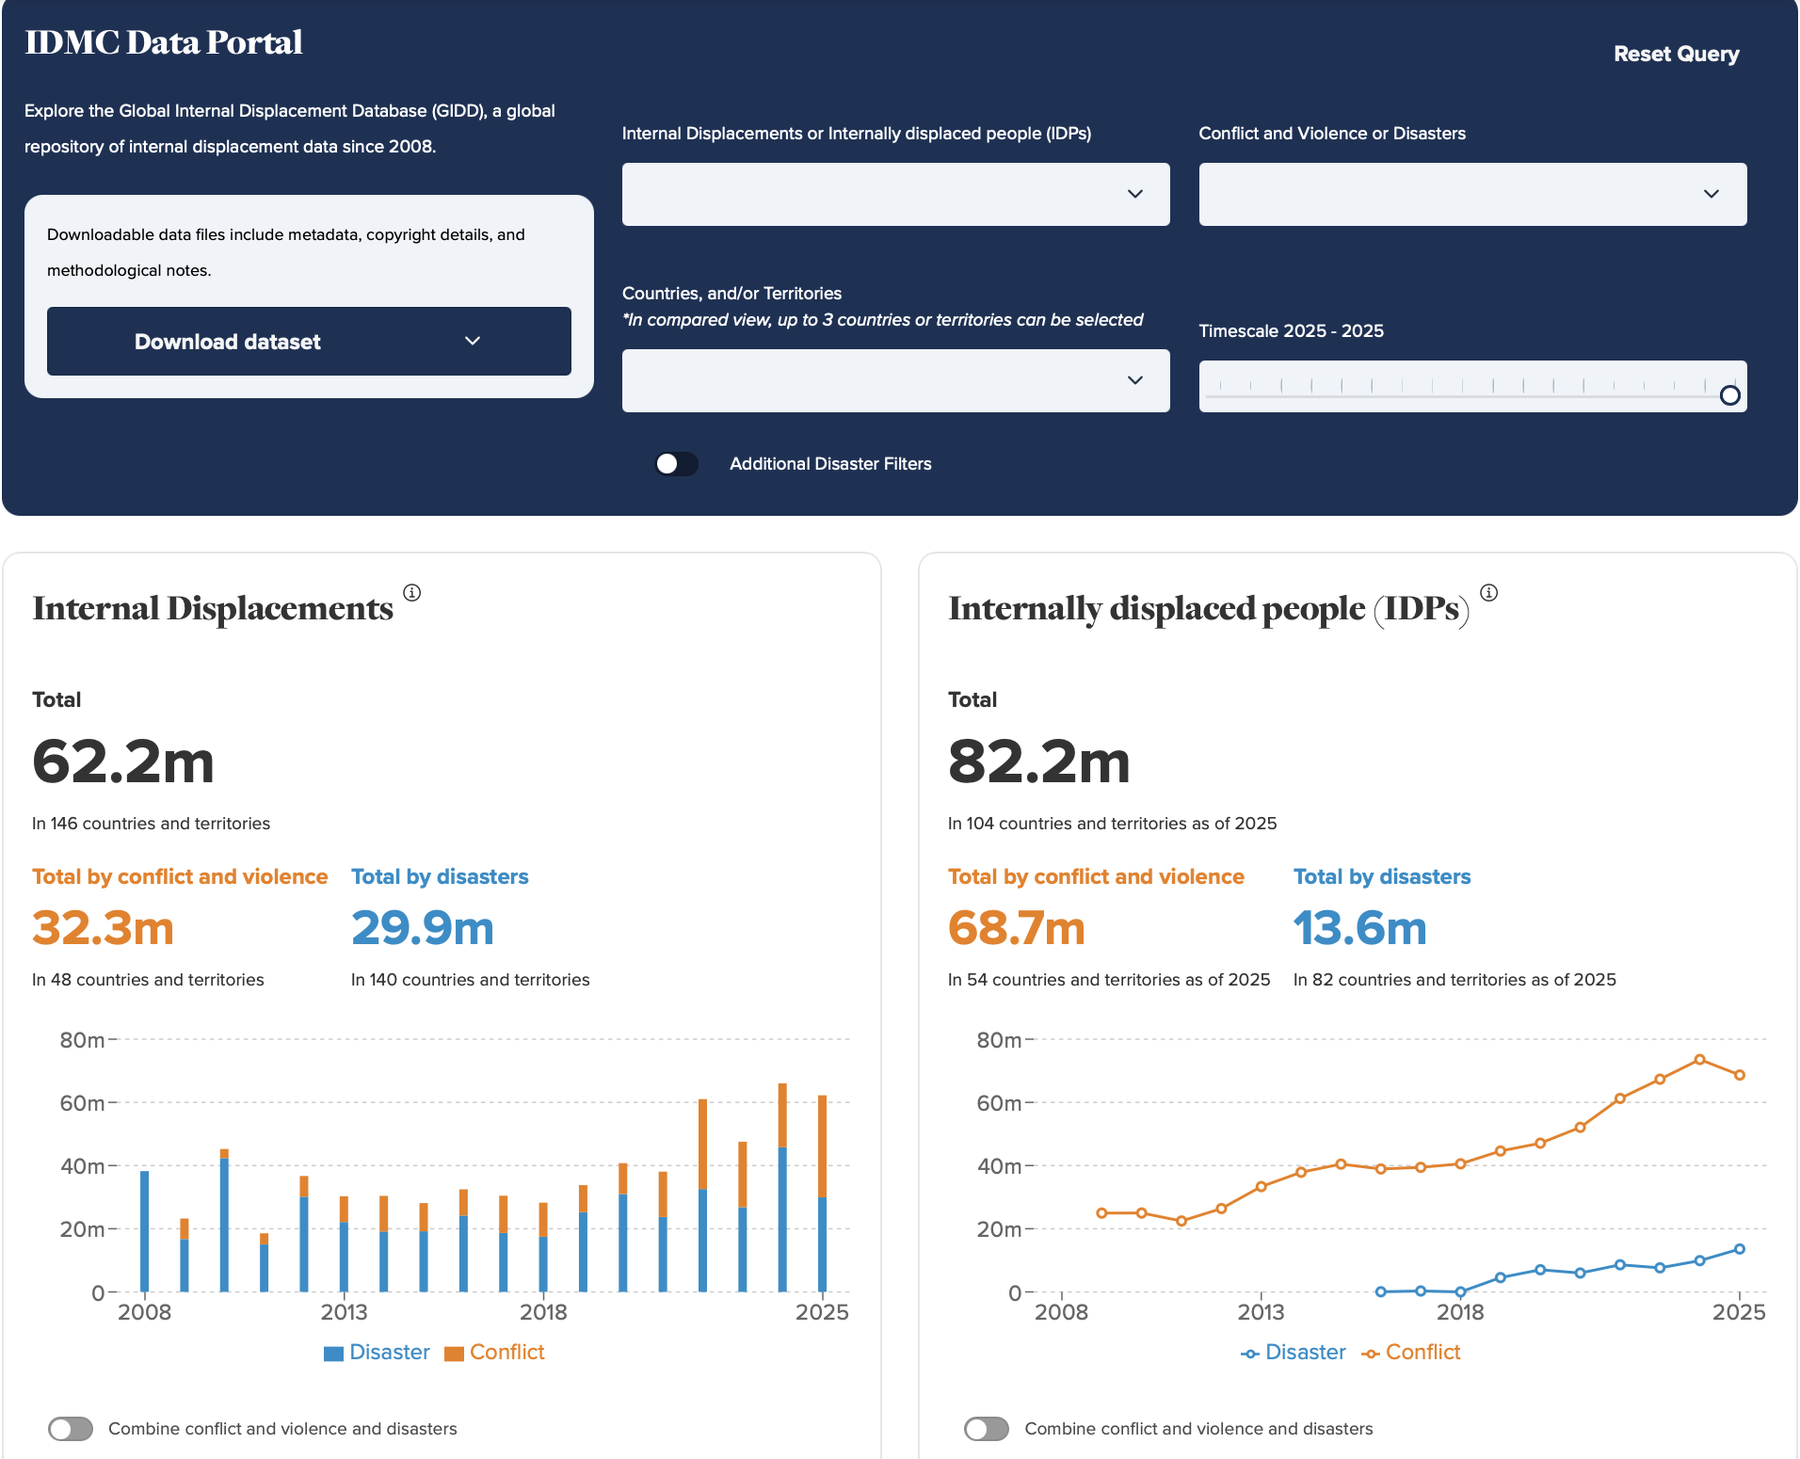 IDMC Data Portal
Reset Query
Explore the Global Internal Displacement Database (GIDD), a global
repository of internal displacement data since 2008.
Downloadable data files include metadata, copyright details, and
methodological notes.
Download dataset
Internal Displacements or Internally displaced people (IDPs)
Conflict and Violence or Disasters
Countries, and/or Territories
*In compared view, up to 3 countries or territories can be selected
Timescale 2025 - 2025
Additional Disaster Filters
Internal Displacements
Total
62.2m
In 146 countries and territories
Total by conflict and violence
32.3m
In 48 countries and territories
Total by disasters
29.9m
In 140 countries and territories
80m
60m
40m
20m
0
2008
2013
2018
2025
Disaster
Conflict
Combine conflict and violence and disasters
Internally displaced people (IDPs)
Total
82.2m
In 104 countries and territories as of 2025
Total by conflict and violence
68.7m
In 54 countries and territories as of 2025
Total by disasters
13.6m
In 82 countries and territories as of 2025
80m
60m
40m
20m
0
2008
2013
2018
2025
Disaster
Conflict
Combine conflict and violence and disasters